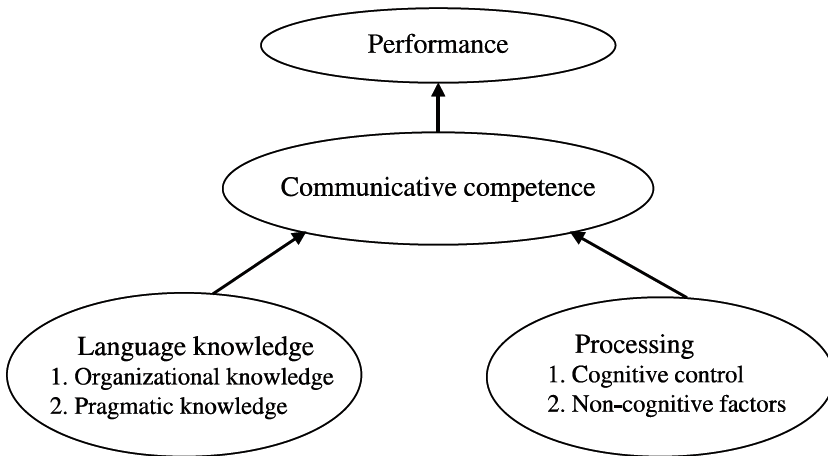 Performance
Communicative competence
Language knowledge
1. Organizational knowledge
2. Pragmatic knowledge
Processing
1. Cognitive control
2. Non-cognitive factors